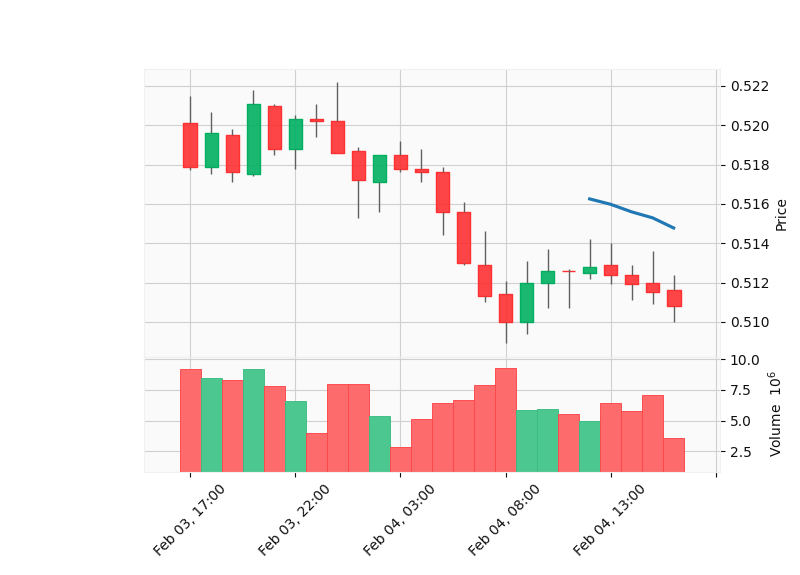 0.522
0.520
0.518
0.516
0.514
0.512
0.510
Price
10.0
7.5
5.0
2.5
Volume 10^6
Feb 03, 17:00
Feb 03, 22:00
Feb 04, 03:00
Feb 04, 08:00
Feb 04, 13:00